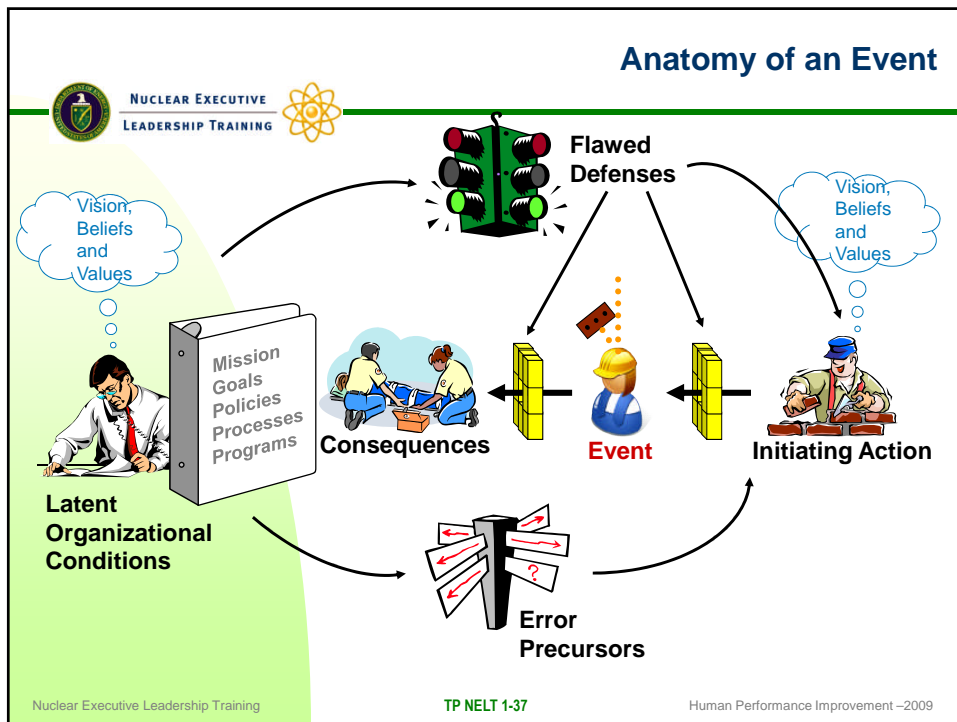 Anatomy of an Event
NUCLEAR EXECUTIVE
LEADERSHIP TRAINING
Flawed
Defenses
Vision,
Beliefs
and
Values
Vision,
Beliefs
and
Values
Mission
Goals
Policies
Processes
Programs
Consequences
Event
Initiating Action
Latent
Organizational
Conditions
?
Error
Precursors
Nuclear Executive Leadership Training
TP NELT 1-37
Human Performance Improvement –2009